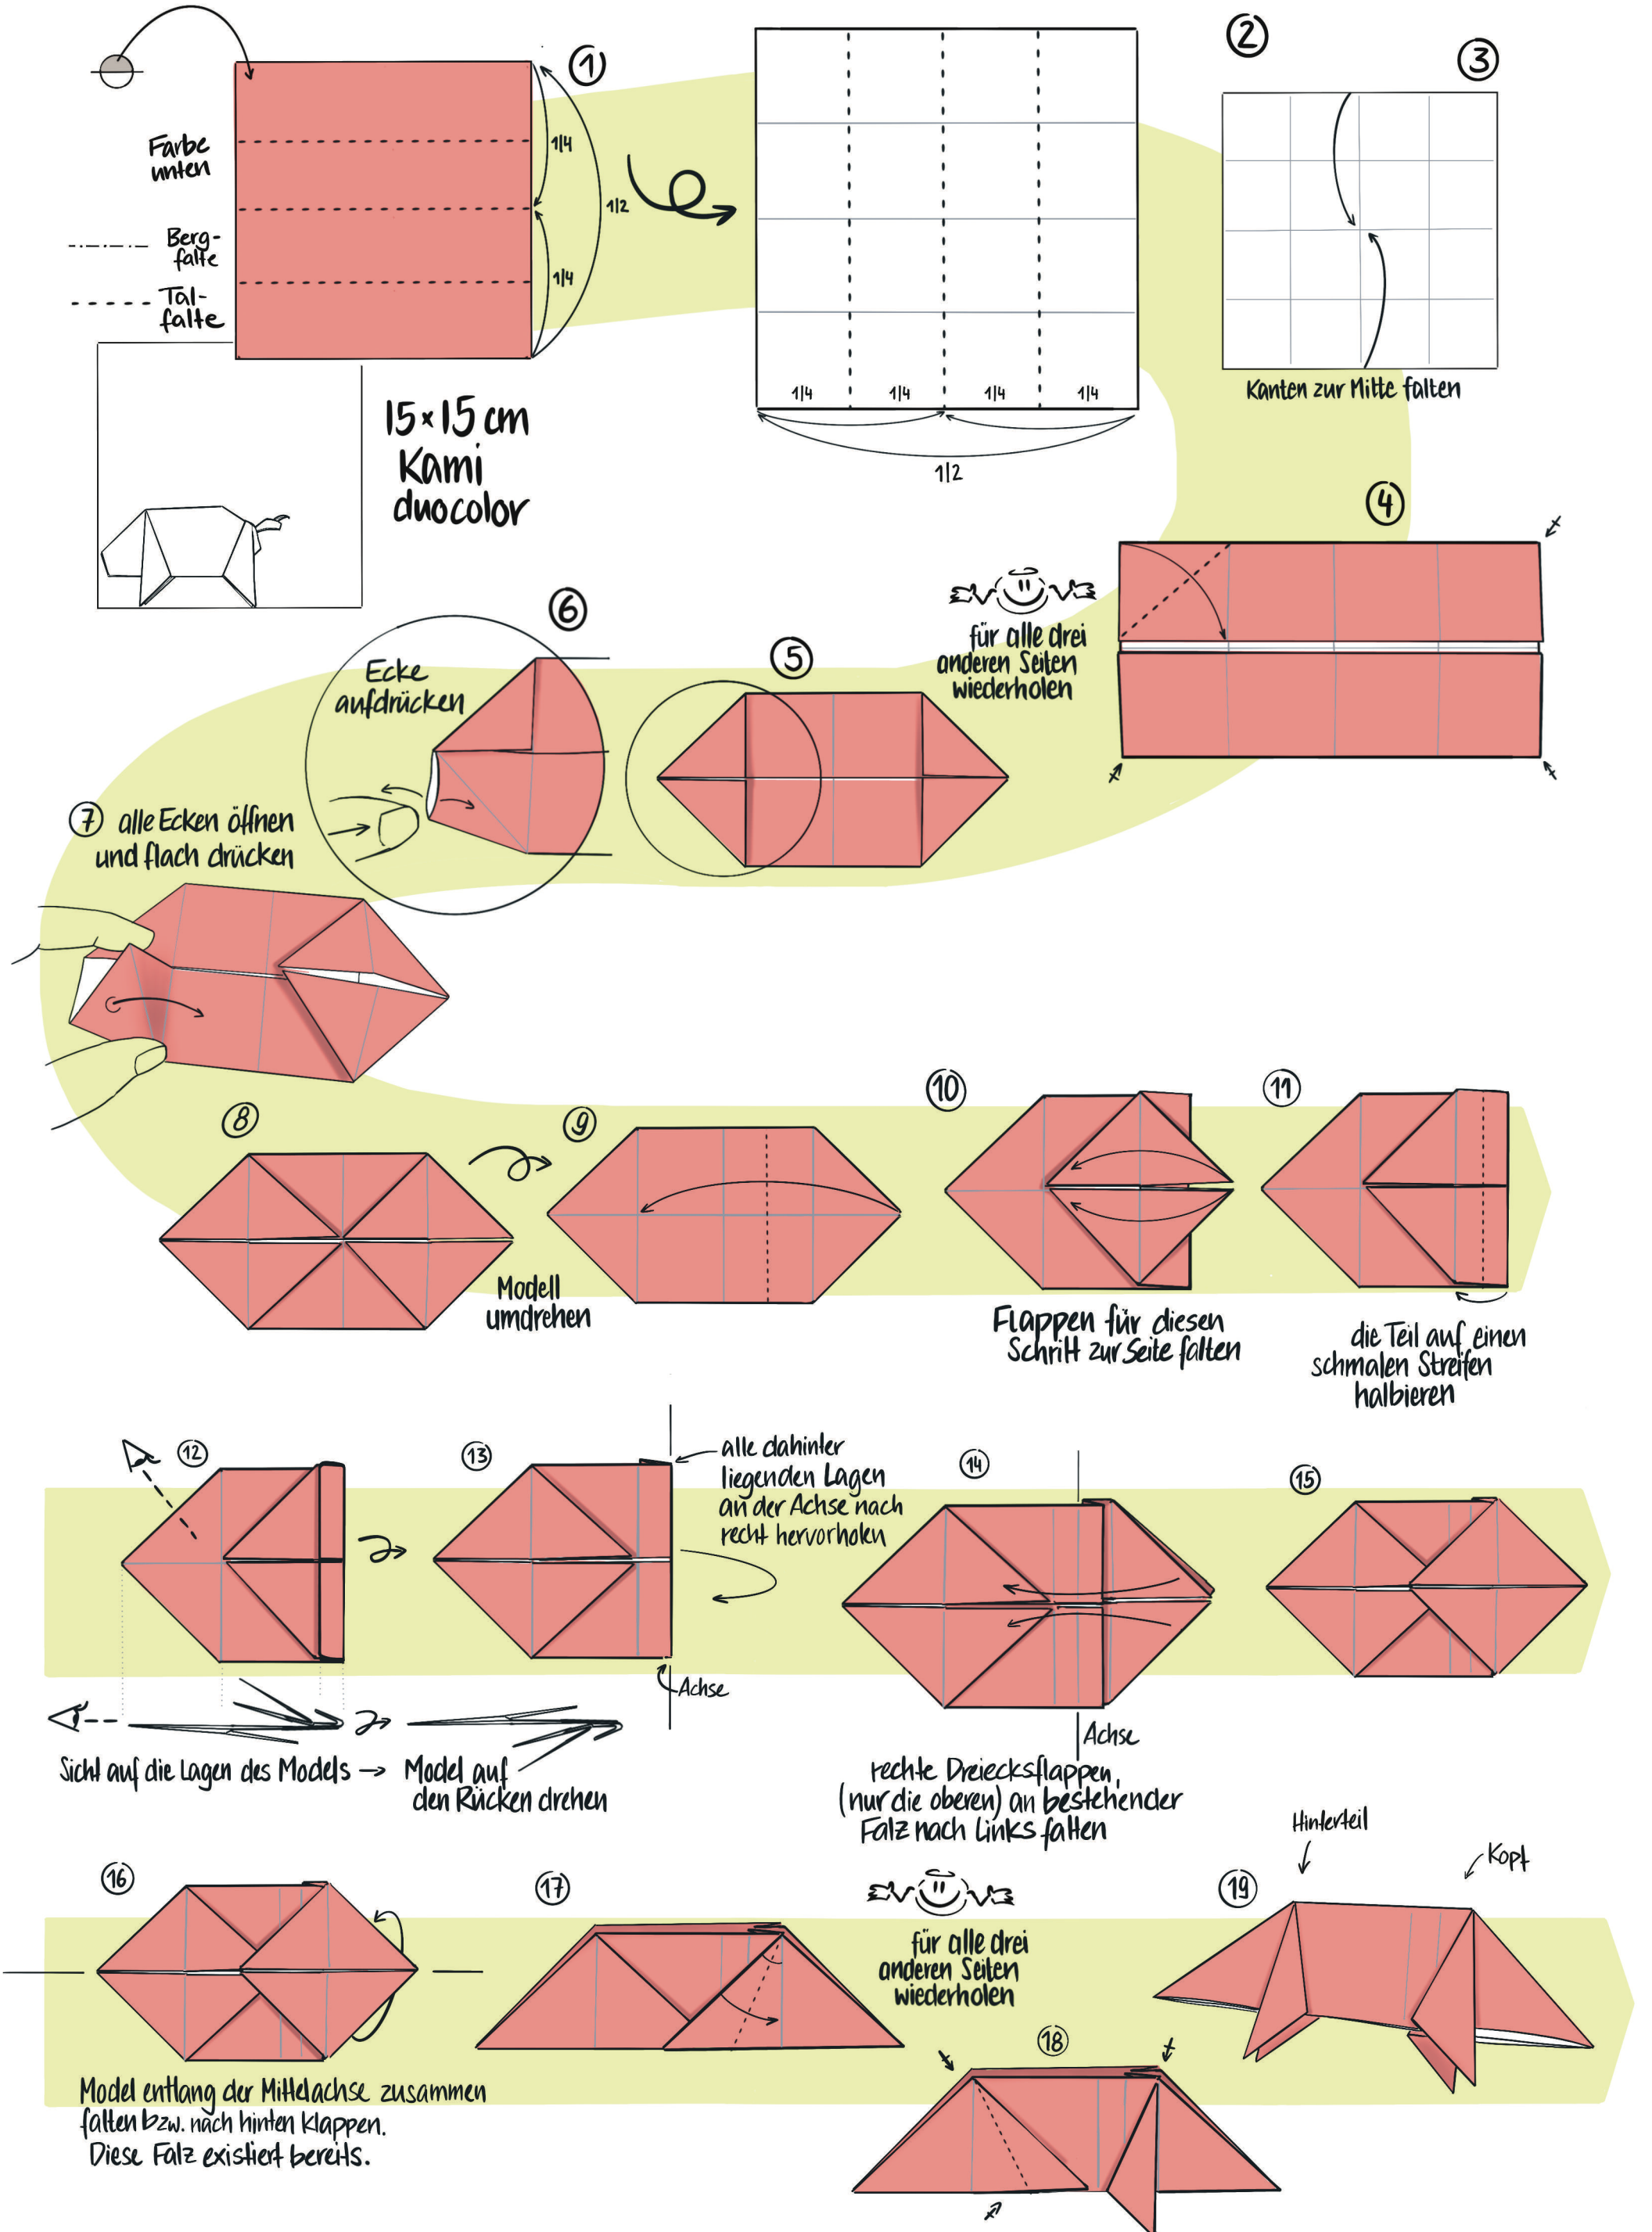 1
Farbe
unten
Berg-
falte
Tal-
falte
1/4
1/2
1/4
15×15 cm
Kami
duocolor
2
1/4 1/4 1/4 1/4
1/2
3
Kanten zur Mitte falten
4
für alle drei
anderen Seiten
wiederholen
5
6
Ecke
aufdrücken
7 alle Ecken öffnen
und flach drücken
8
Modell
umdrehen
9
10
Flappen für diesen
Schritt zur Seite falten
11
die Teil auf einen
schmalen Streifen
halbieren
12
Sicht auf die Lagen des Models → Model auf
den Rücken drehen
13
alle dahinter
liegenden Lagen
an der Achse nach
recht hervorholen
Achse
14
Achse
rechte Dreiecksflappen,
(nur die oberen) an bestehender
Falz nach Links falten
15
16
Model entlang der Mittelachse zusammen
falten bzw. nach hinten klappen.
Diese Falz existiert bereits.
17
für alle drei
anderen Seiten
wiederholen
18
19
Hinterteil
Kopf